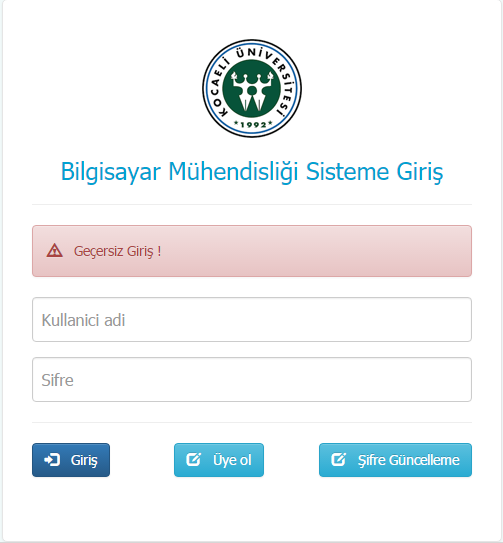 KOCAELİ ÜNİVERSİTESİ
*1992*
Bilgisayar Mühendisliği Sisteme Giriş
Geçersiz Giriş !
Kullanici adi
Sifre
Giriş
Üye ol
Şifre Güncelleme